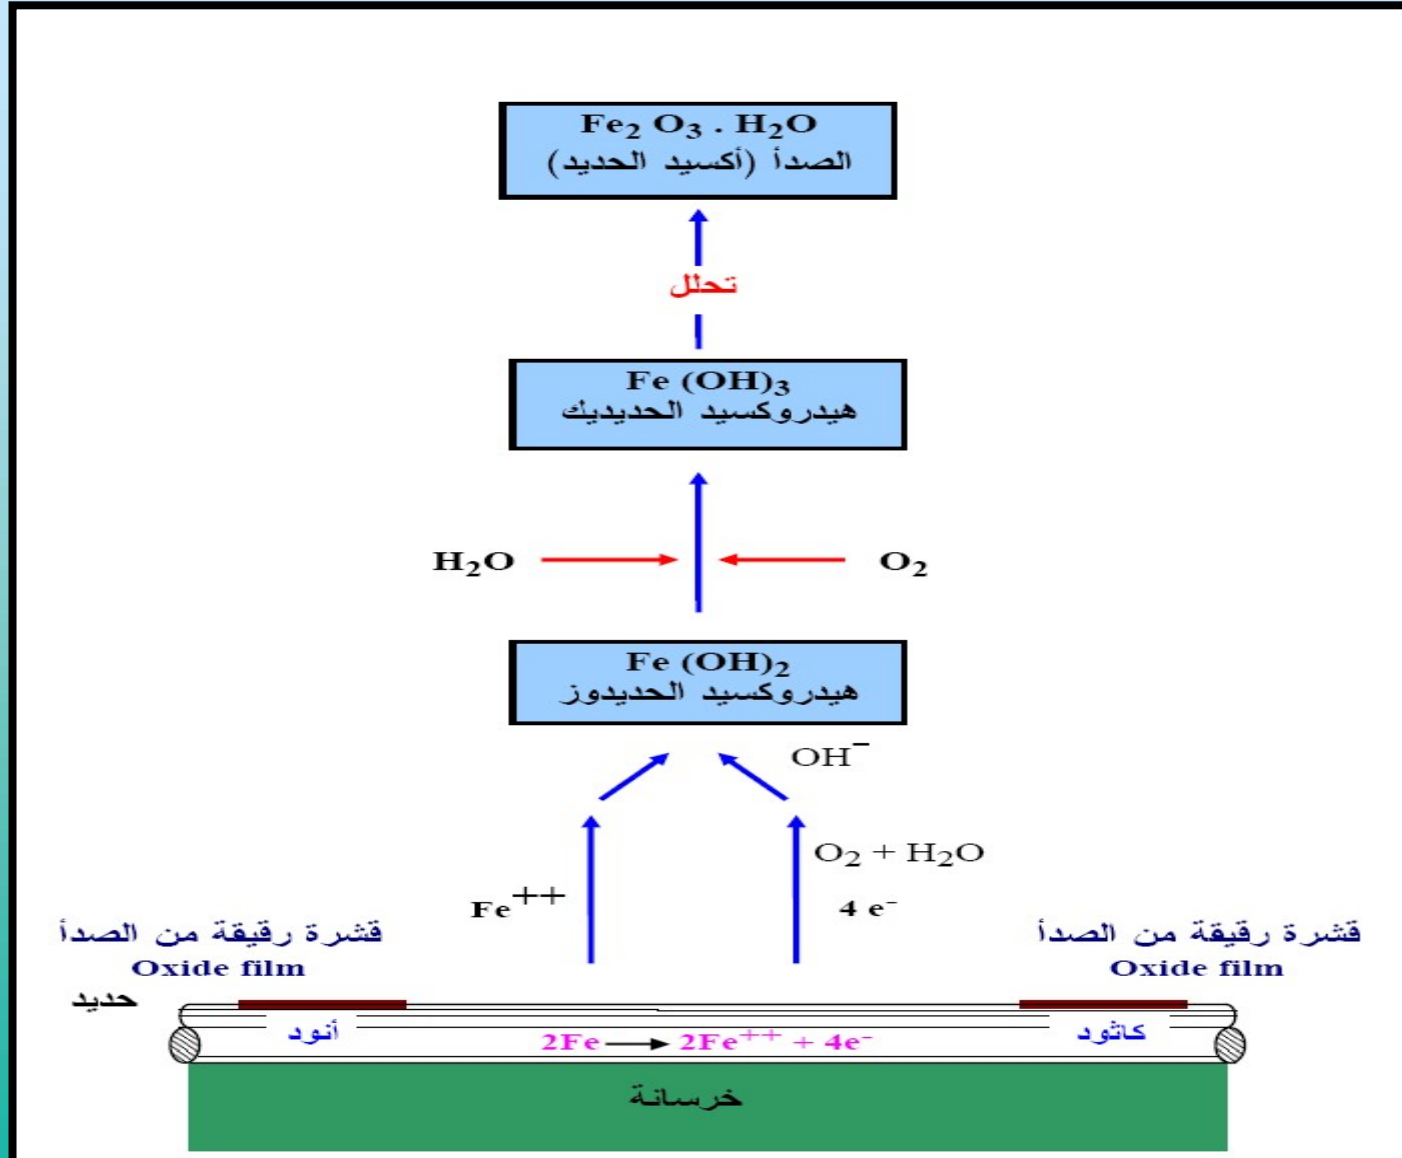 Fe₂ O₃ . H₂O
الصدأ (أكسيد الحديد)
تحلل
Fe (OH)₃
هيدروكسيد الحديديك
H₂O
O₂
Fe (OH)₂
هيدروكسيد الحديدوز
OH⁻
O₂ + H₂O
Fe⁺⁺
4 e⁻
قشرة رقيقة من الصدأ
Oxide film
قشرة رقيقة من الصدأ
Oxide film
حديد
أنود
2Fe → 2Fe⁺⁺ + 4e⁻
كاثود
خرسانة